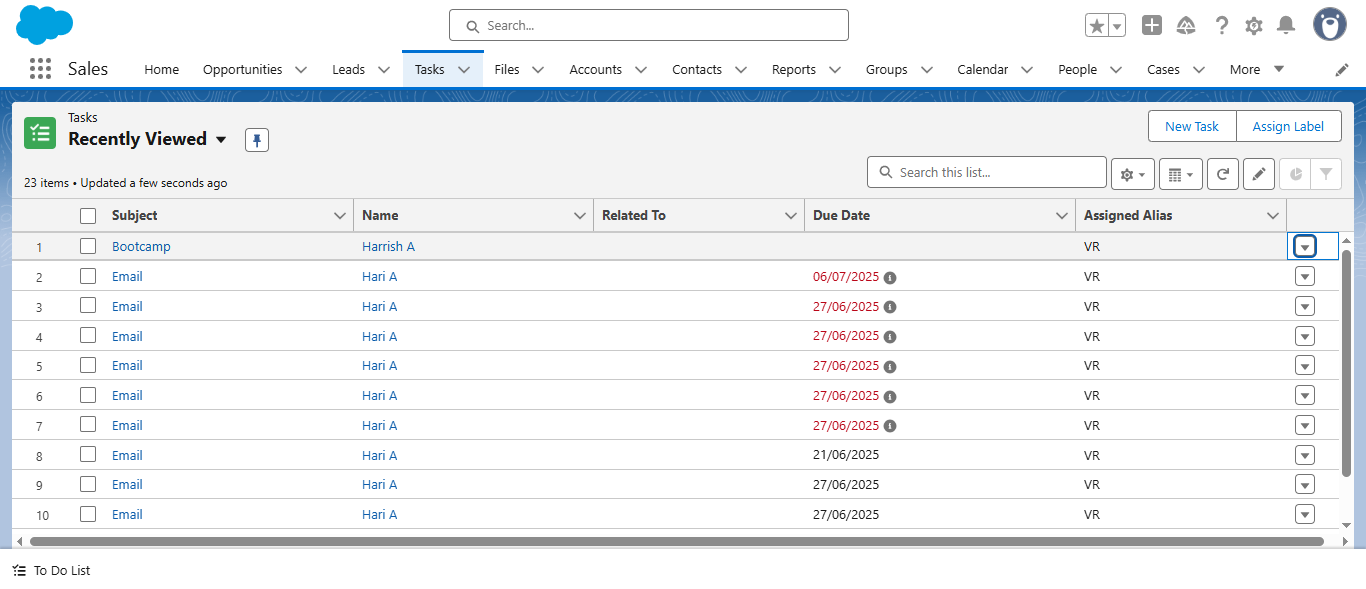 Search...
Sales Home Opportunities Leads Tasks Files Accounts Contacts Reports Groups Calendar People Cases More
Tasks
Recently Viewed
New Task Assign Label
23 items • Updated a few seconds ago
Search this list...
Subject Name Related To Due Date Assigned Alias
1 Bootcamp Harrish A VR
2 Email Hari A 06/07/2025 VR
3 Email Hari A 27/06/2025 VR
4 Email Hari A 27/06/2025 VR
5 Email Hari A 27/06/2025 VR
6 Email Hari A 27/06/2025 VR
7 Email Hari A 27/06/2025 VR
8 Email Hari A 21/06/2025 VR
9 Email Hari A 27/06/2025 VR
10 Email Hari A 27/06/2025 VR
To Do List